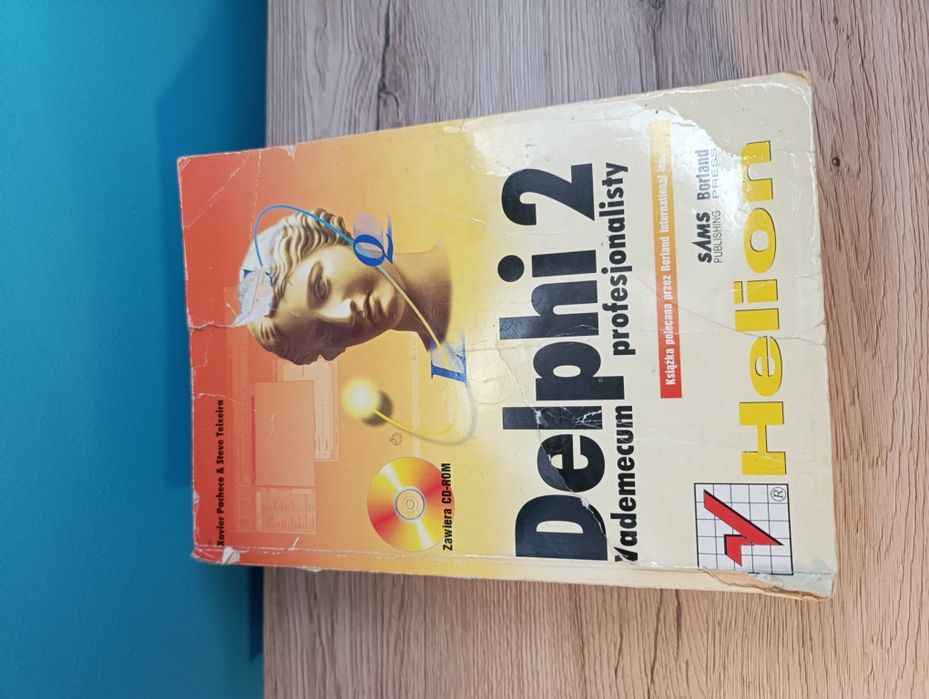 Xavier Pacheco & Steve Teixeira
Q
L
Zawiera CD-ROM
Delphi 2
Vademecum profesjonalisty
Książka polecana przez Borland International
SAMS
PUBLISHING
Borland
PRESS
Helion
®